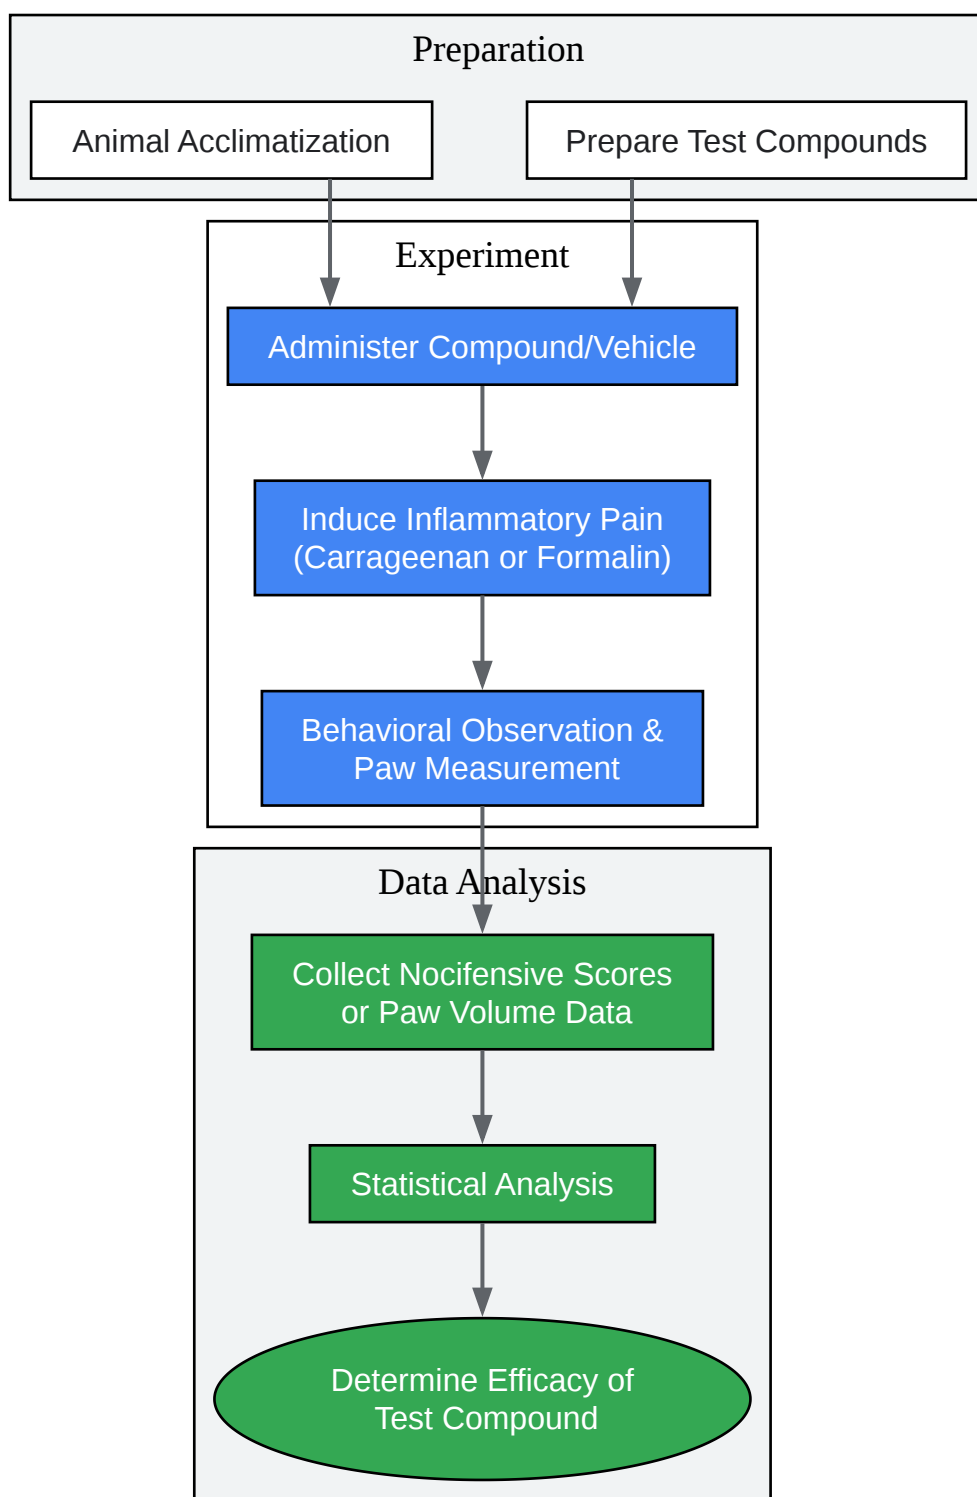 Preparation
Animal Acclimatization
Prepare Test Compounds
Experiment
Administer Compound/Vehicle
Induce Inflammatory Pain
(Carrageenan or Formalin)
Behavioral Observation &
Paw Measurement
Data Analysis
Collect Nocifensive Scores
or Paw Volume Data
Statistical Analysis
Determine Efficacy of
Test Compound